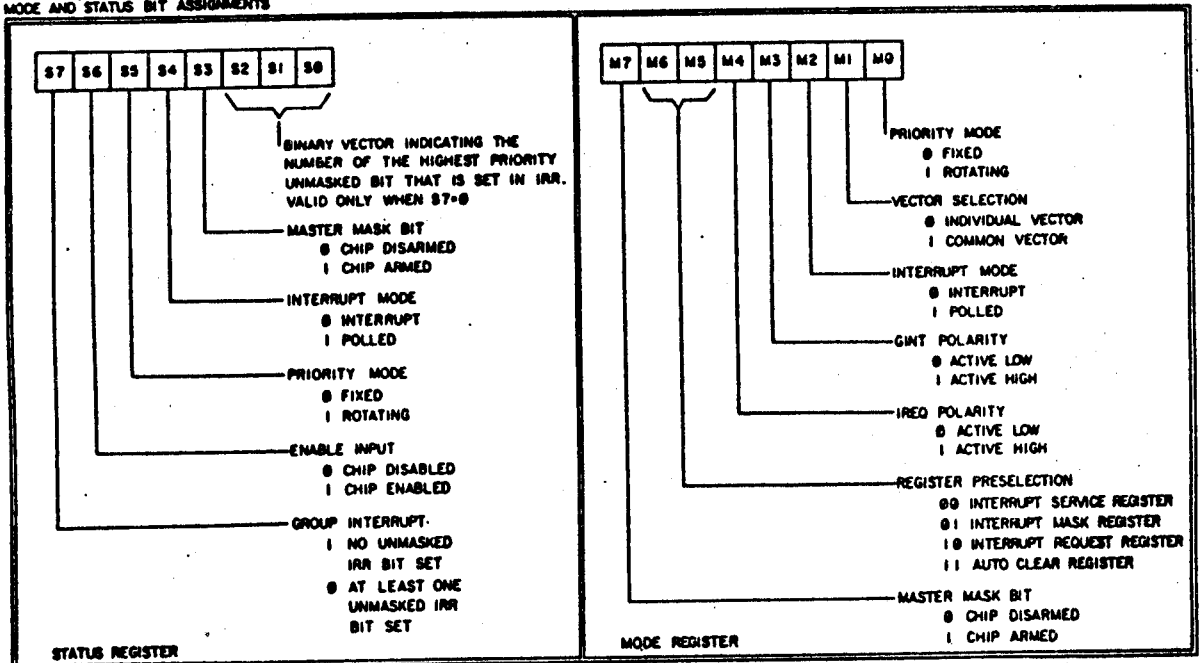 MODE AND STATUS BIT ASSIGNMENTS
S7 S6 S5 S4 S3 S2 S1 S0
BINARY VECTOR INDICATING THE
NUMBER OF THE HIGHEST PRIORITY
UNMASKED BIT THAT IS SET IN IRR.
VALID ONLY WHEN S7=0
MASTER MASK BIT
0 CHIP DISARMED
1 CHIP ARMED
INTERRUPT MODE
0 INTERRUPT
1 POLLED
PRIORITY MODE
0 FIXED
1 ROTATING
ENABLE INPUT
0 CHIP DISABLED
1 CHIP ENABLED
GROUP INTERRUPT
1 NO UNMASKED
IRR BIT SET
0 AT LEAST ONE
UNMASKED IRR
BIT SET
STATUS REGISTER
M7 M6 M5 M4 M3 M2 M1 M0
PRIORITY MODE
0 FIXED
1 ROTATING
VECTOR SELECTION
0 INDIVIDUAL VECTOR
1 COMMON VECTOR
INTERRUPT MODE
0 INTERRUPT
1 POLLED
GINT POLARITY
0 ACTIVE LOW
1 ACTIVE HIGH
IREQ POLARITY
0 ACTIVE LOW
1 ACTIVE HIGH
REGISTER PRESELECTION
00 INTERRUPT SERVICE REGISTER
01 INTERRUPT MASK REGISTER
10 INTERRUPT REQUEST REGISTER
11 AUTO CLEAR REGISTER
MASTER MASK BIT
0 CHIP DISARMED
1 CHIP ARMED
MODE REGISTER